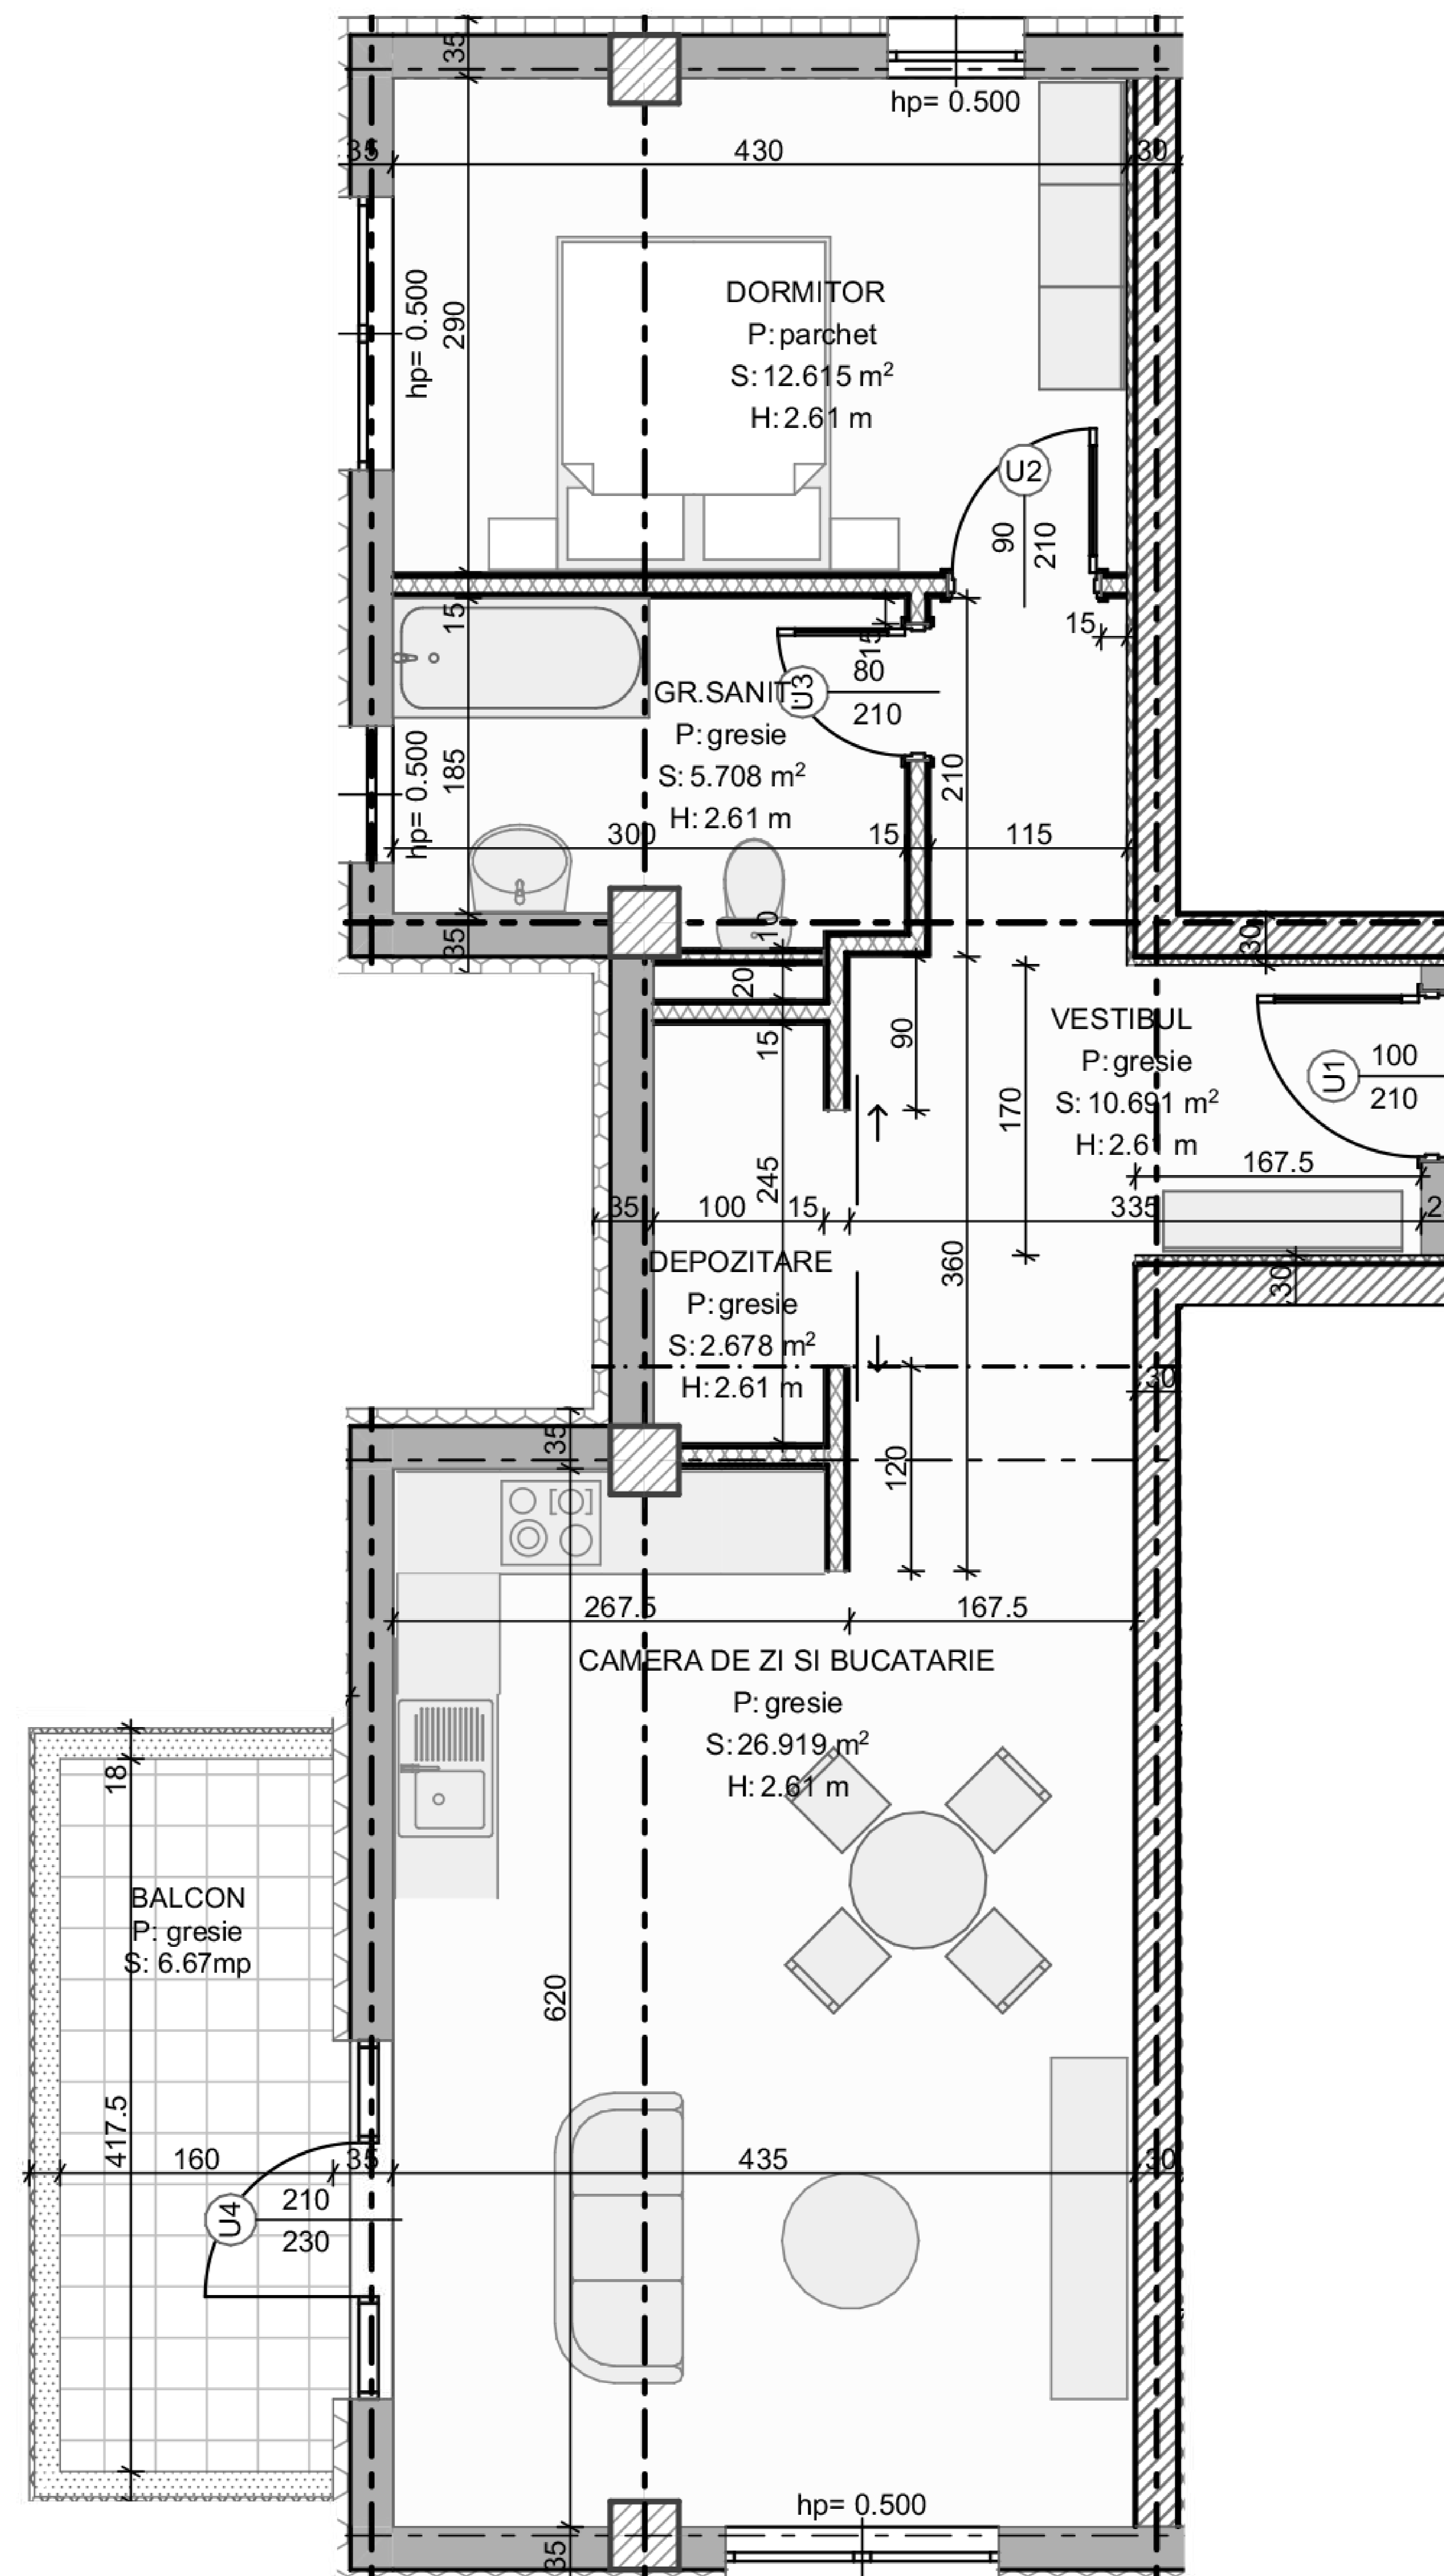 35
hp= 0.500
35
430
30
hp= 0.500
290
DORMITOR
P: parchet
S: 12.615 m²
H: 2.61 m
U2
90
210
15
15
15
80
210
U3
GR.SANIT.
P: gresie
S: 5.708 m²
H: 2.61 m
hp= 0.500
185
210
300
15
115
10
35
30
20
15
90
VESTIBUL
P: gresie
S: 10.691 m²
H: 2.61 m
U1
100
210
170
167.5
245
35
100
15
335
2
DEPOZITARE
P: gresie
S: 2.678 m²
H: 2.61 m
360
30
30
35
120
267.5
167.5
CAMERA DE ZI SI BUCATARIE
P: gresie
S: 26.919 m²
H: 2.61 m
18
BALCON
P: gresie
S: 6.67mp
620
417.5
160
35
435
30
U4
210
230
hp= 0.500
35